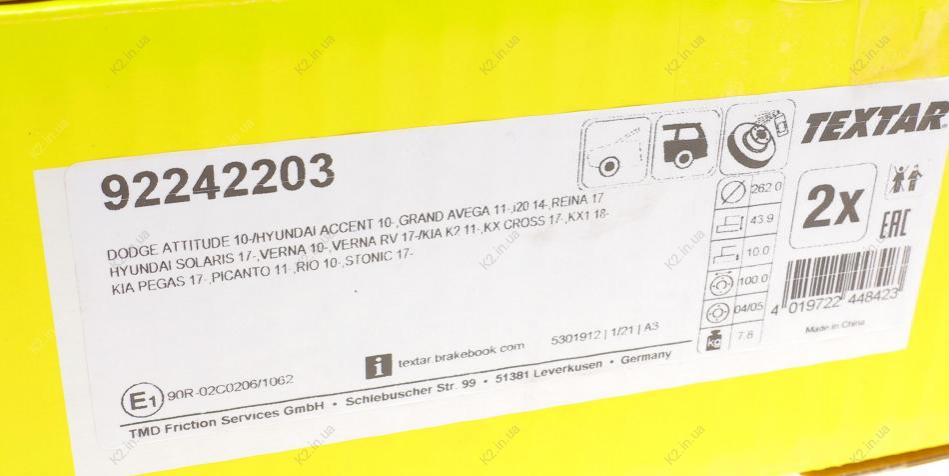 TEXTAR
92242203
DODGE ATTITUDE 10-/HYUNDAI ACCENT 10-,GRAND AVEGA 11-,i20 14-,REINA 17
HYUNDAI SOLARIS 17-,VERNA 10-,VERNA RV 17-/KIA K2 11-,KX CROSS 17-,KX1 18-
KIA PEGAS 17-,PICANTO 11-,RIO 10-,STONIC 17-
262.0
43.9
10.0
100.0
04/05
kg 7.8
2x
EAC
4 019722 448423
Made in China
i textar.brakebook.com
5301912 | 1/21 | A3
E1 90R-02C0206/1062
TMD Friction Services GmbH • Schlebuscher Str. 99 • 51381 Leverkusen • Germany
K2.in.ua